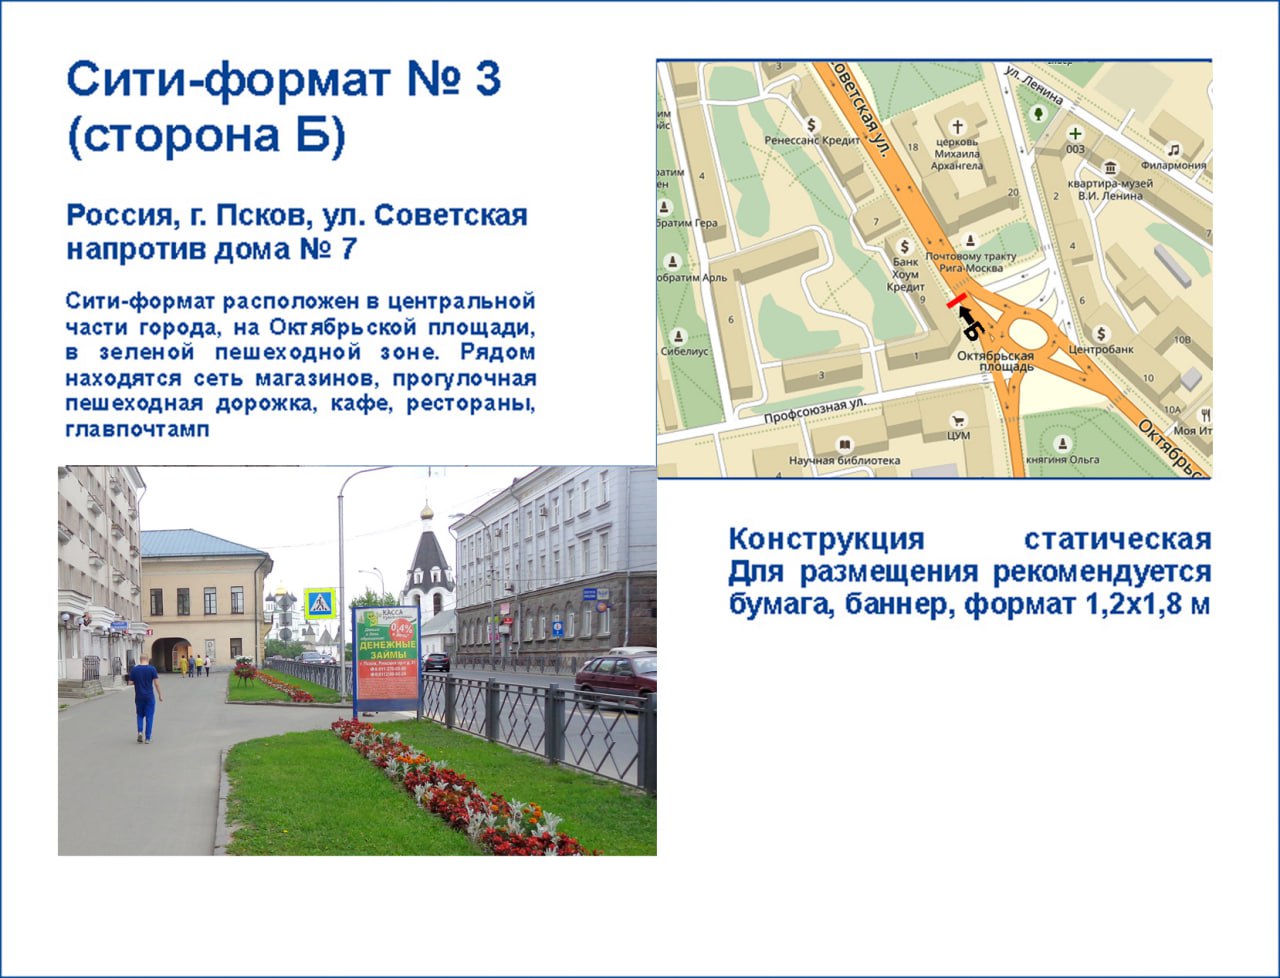 Сити-формат № 3
(сторона Б)
Россия, г. Псков, ул. Советская
напротив дома № 7
Сити-формат расположен в центральной
части города, на Октябрьской площади,
в зеленой пешеходной зоне. Рядом
находятся сеть магазинов, прогулочная
пешеходная дорожка, кафе, рестораны,
главпочтамп
ул. Ленина
Советская ул.
Ренессанс Кредит
18
церковь
Михаила
Архангела
003
Филармония
2
квартира-музей
В.И. Ленина
4
20
7
братим Гера
Почтовому тракту
Рига-Москва
4
Банк
Хоум
Кредит
9
обратим Арль
6
6
Б
Сибелиус
1
3
Октябрьская
площадь
Центробанк
10В
10
10А
Профсоюзная ул.
ЦУМ
Моя Ит
Октябрьс
Научная библиотека
княгиня Ольга
Конструкция статическая
Для размещения рекомендуется
бумага, баннер, формат 1,2х1,8 м
КАССА
0,4%
ДЕНЕЖНЫЕ
ЗАЙМЫ